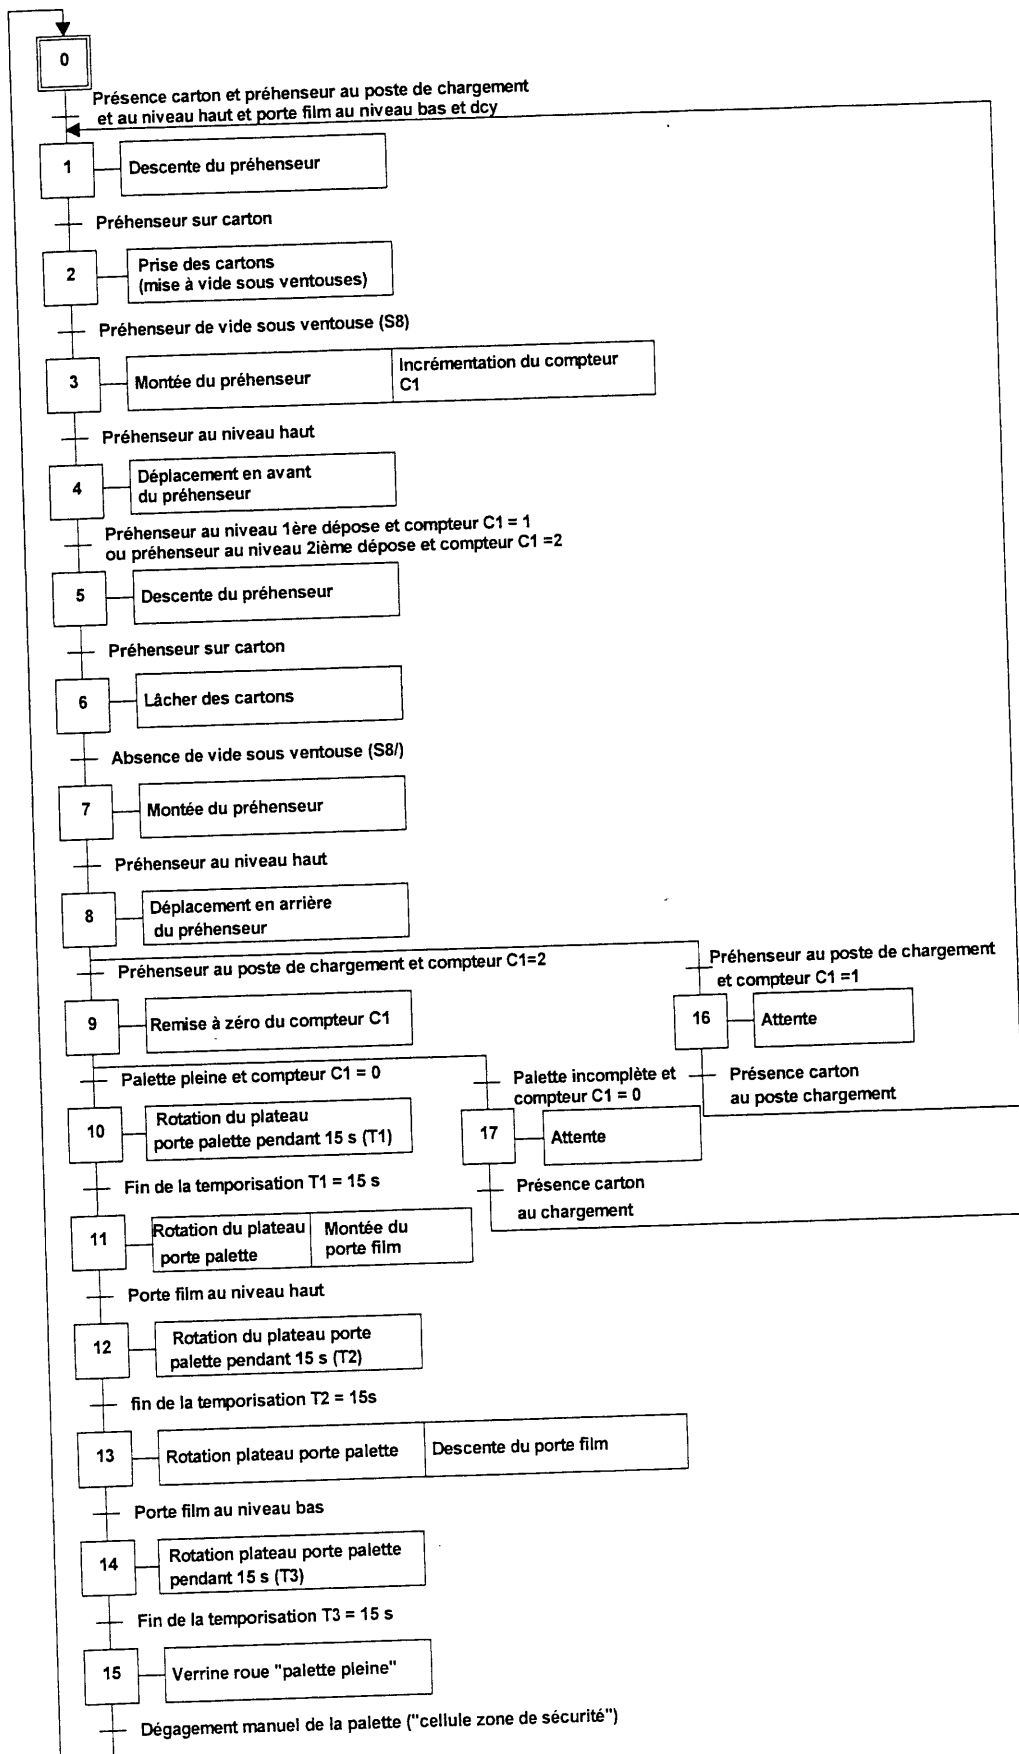 0
Présence carton et préhenseur au poste de chargement
et au niveau haut et porte film au niveau bas et dcy
1
Descente du préhenseur
Préhenseur sur carton
2
Prise des cartons
(mise à vide sous ventouses)
Préhenseur de vide sous ventouse (S8)
3
Montée du préhenseur
Incrémentation du compteur
C1
Préhenseur au niveau haut
4
Déplacement en avant
du préhenseur
Préhenseur au niveau 1ère dépose et compteur C1 = 1
ou préhenseur au niveau 2ième dépose et compteur C1 =2
5
Descente du préhenseur
Préhenseur sur carton
6
Lâcher des cartons
Absence de vide sous ventouse (S8/)
7
Montée du préhenseur
Préhenseur au niveau haut
8
Déplacement en arrière
du préhenseur
Préhenseur au poste de chargement et compteur C1=2
Préhenseur au poste de chargement
et compteur C1 =1
9
Remise à zéro du compteur C1
16
Attente
Palette pleine et compteur C1 = 0
Palette incomplète et
compteur C1 = 0
Présence carton
au poste chargement
10
Rotation du plateau
porte palette pendant 15 s (T1)
17
Attente
Fin de la temporisation T1 = 15 s
Présence carton
au chargement
11
Rotation du plateau
porte palette
Montée du
porte film
Porte film au niveau haut
12
Rotation du plateau porte
palette pendant 15 s (T2)
fin de la temporisation T2 = 15s
13
Rotation plateau porte palette
Descente du porte film
Porte film au niveau bas
14
Rotation plateau porte palette
pendant 15 s (T3)
Fin de la temporisation T3 = 15 s
15
Verrine roue "palette pleine"
Dégagement manuel de la palette ("cellule zone de sécurité")